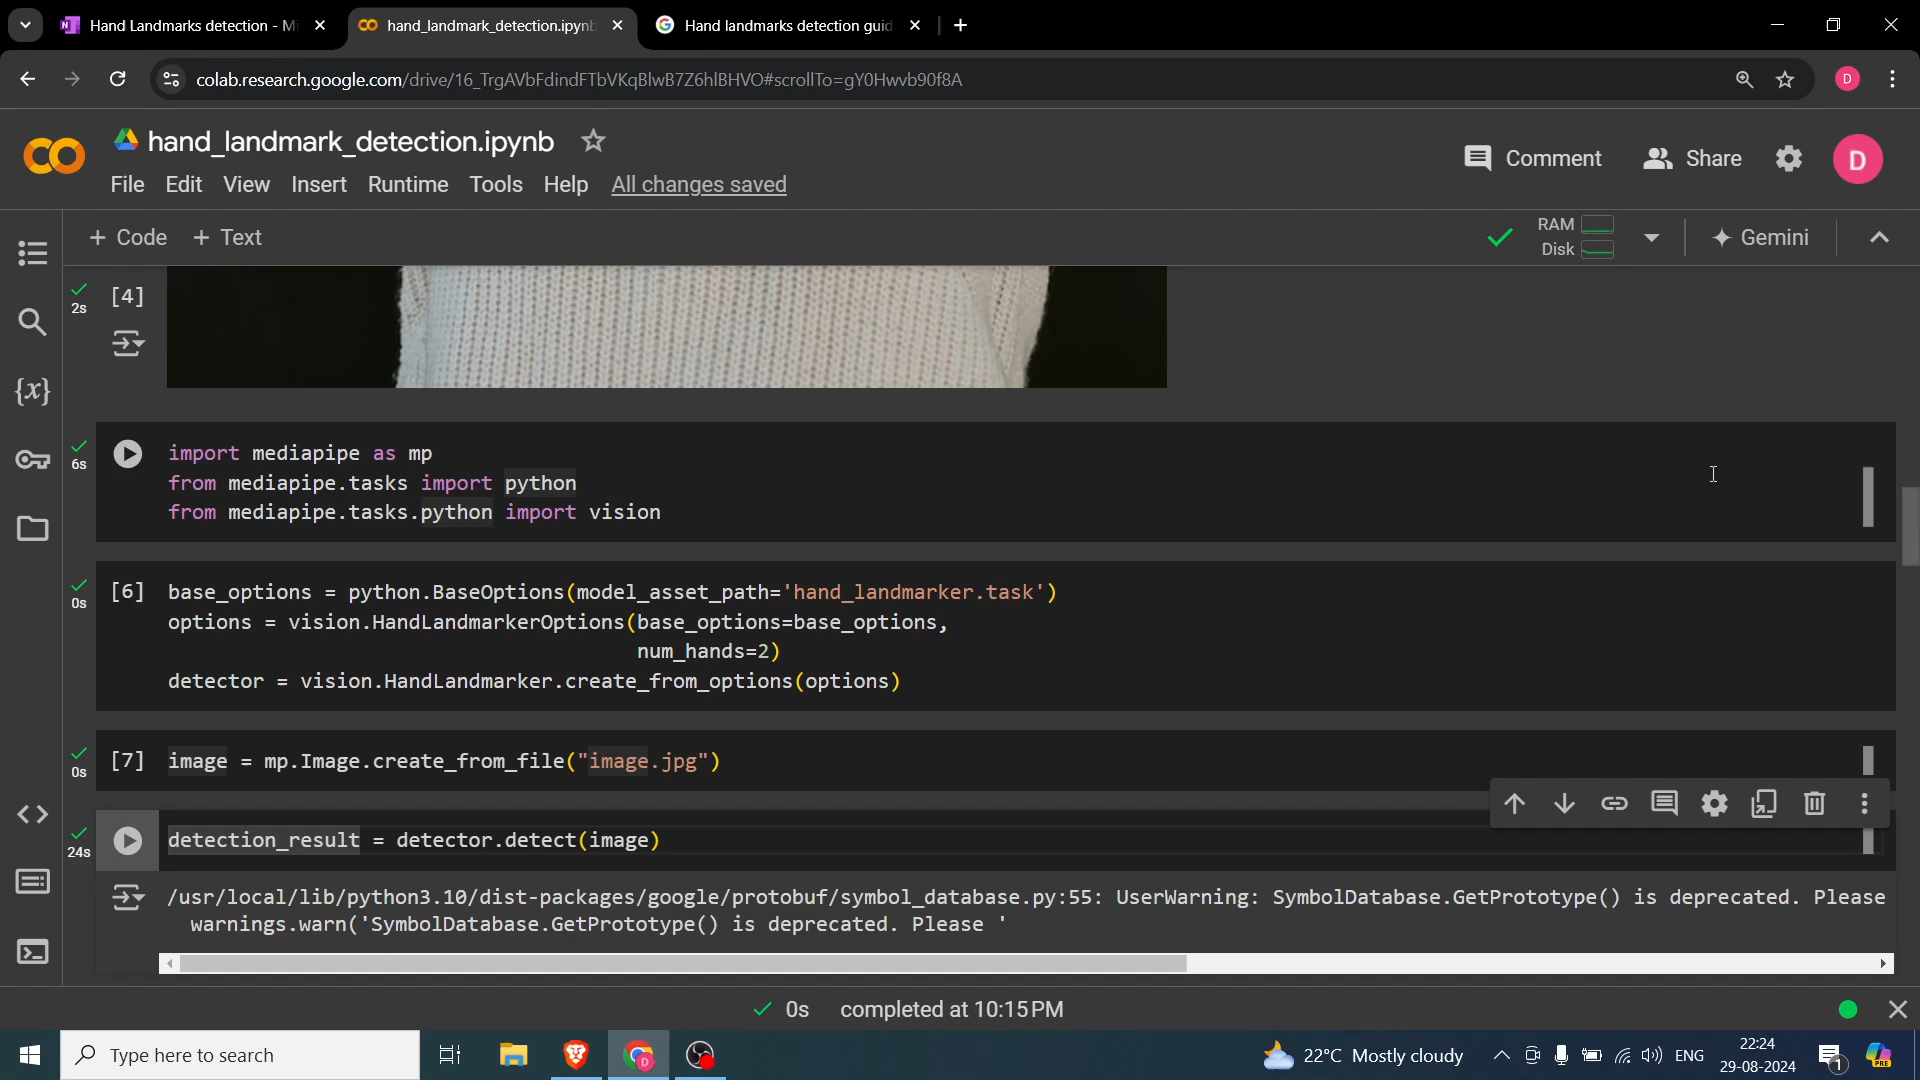 Hand Landmarks detection - Mi
hand_landmark_detection.ipynb
Hand landmarks detection guid
colab.research.google.com/drive/16_TrgAVbFdindFTbVKqBlwB7Z6hlBHVO#scrollTo=gY0Hwvb90f8A
D
hand_landmark_detection.ipynb
Comment
Share
D
File Edit View Insert Runtime Tools Help All changes saved
+ Code + Text
RAM
Disk
Gemini
2s
[4]
{x}
6s
import mediapipe as mp
from mediapipe.tasks import python
from mediapipe.tasks.python import vision
0s
[6]
base_options = python.BaseOptions(model_asset_path='hand_landmarker.task')
options = vision.HandLandmarkerOptions(base_options=base_options,
num_hands=2)
detector = vision.HandLandmarker.create_from_options(options)
0s
[7]
image = mp.Image.create_from_file("image.jpg")
24s
detection_result = detector.detect(image)
/usr/local/lib/python3.10/dist-packages/google/protobuf/symbol_database.py:55: UserWarning: SymbolDatabase.GetPrototype() is deprecated. Please
warnings.warn('SymbolDatabase.GetPrototype() is deprecated. Please '
0s completed at 10:15 PM
Type here to search
D
22°C Mostly cloudy
ENG
22:24
29-08-2024
1
PRE